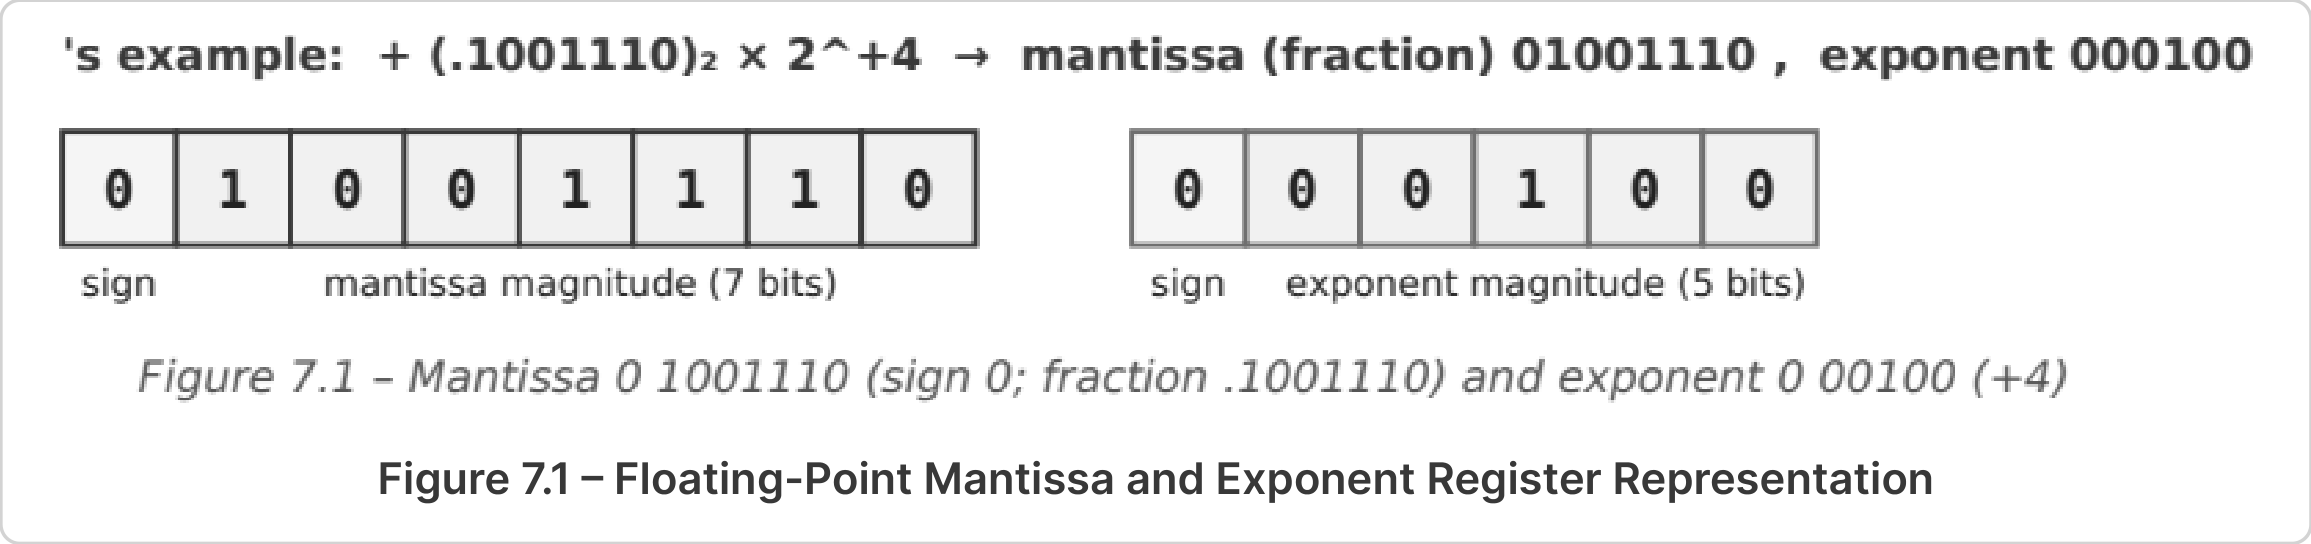 's example:  + (.1001110)₂ × 2^+4  →  mantissa (fraction) 01001110 ,  exponent 000100
0 1 0 0 1 1 1 0 0 0 0 1 0 0
sign mantissa magnitude (7 bits) sign exponent magnitude (5 bits)
Figure 7.1 – Mantissa 0 1001110 (sign 0; fraction .1001110) and exponent 0 00100 (+4)
Figure 7.1 – Floating-Point Mantissa and Exponent Register Representation